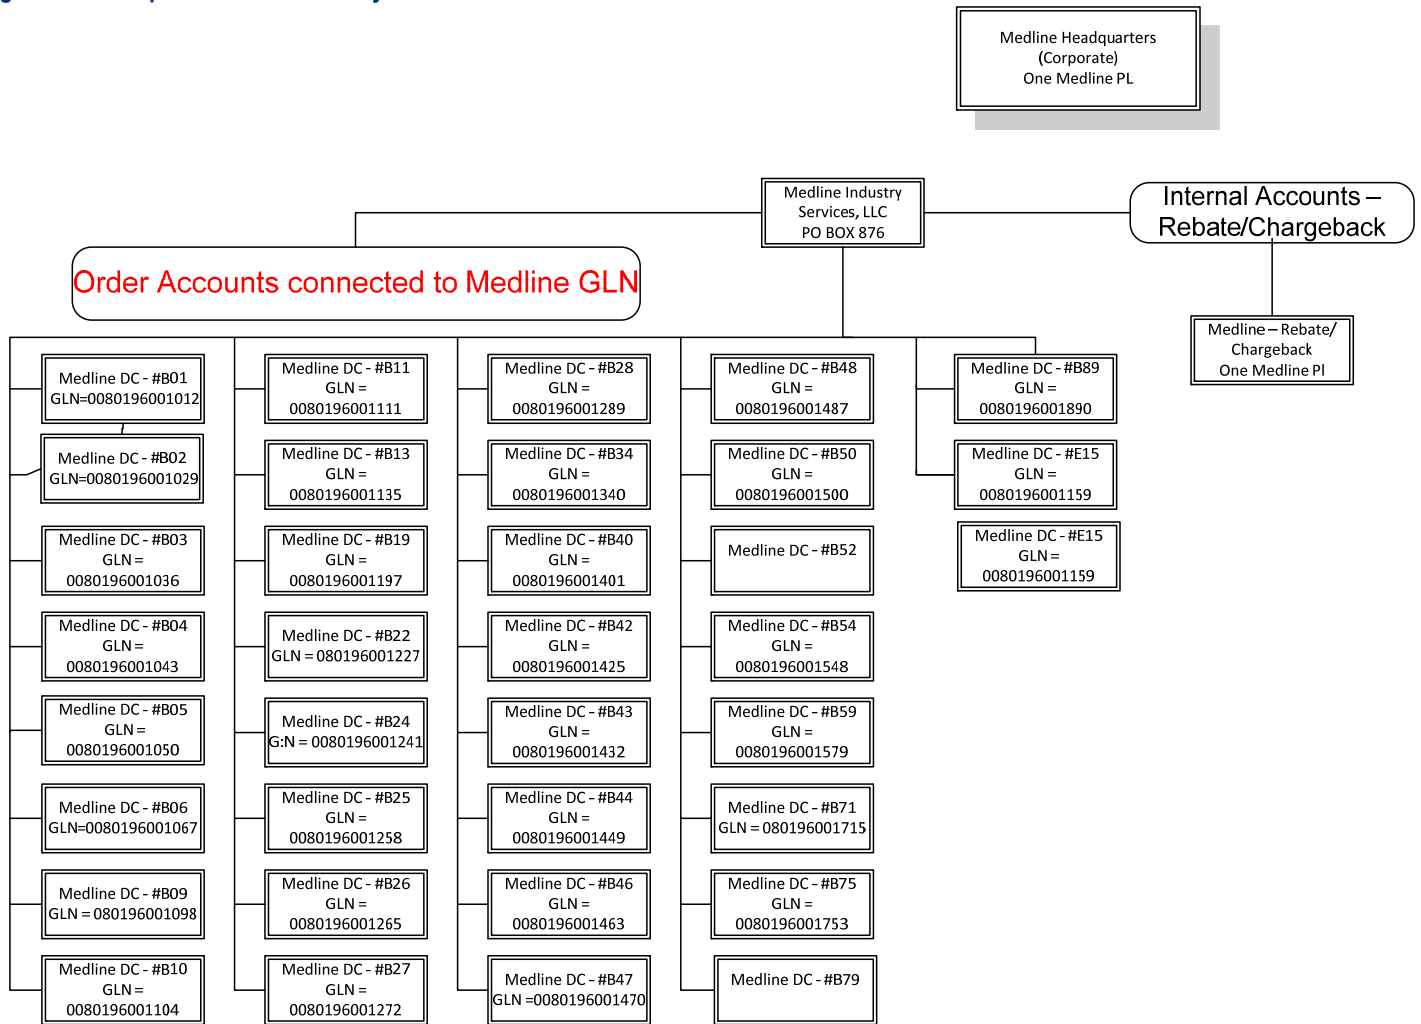 Medline Headquarters
(Corporate)
One Medline PL
Medline Industry
Services, LLC
PO BOX 876
Internal Accounts –
Rebate/Chargeback
Order Accounts connected to Medline GLN
Medline – Rebate/
Chargeback
One Medline Pl
Medline DC - #B01
GLN=0080196001012
Medline DC - #B02
GLN=0080196001029
Medline DC - #B03
GLN =
0080196001036
Medline DC - #B04
GLN =
0080196001043
Medline DC - #B05
GLN =
0080196001050
Medline DC - #B06
GLN=0080196001067
Medline DC - #B09
GLN = 080196001098
Medline DC - #B10
GLN =
0080196001104
Medline DC - #B11
GLN =
0080196001111
Medline DC - #B13
GLN =
0080196001135
Medline DC - #B19
GLN =
0080196001197
Medline DC - #B22
GLN = 080196001227
Medline DC - #B24
G:N = 0080196001241
Medline DC - #B25
GLN =
0080196001258
Medline DC - #B26
GLN =
0080196001265
Medline DC - #B27
GLN =
0080196001272
Medline DC - #B28
GLN =
0080196001289
Medline DC - #B34
GLN =
0080196001340
Medline DC - #B40
GLN =
0080196001401
Medline DC - #B42
GLN =
0080196001425
Medline DC - #B43
GLN =
0080196001432
Medline DC - #B44
GLN =
0080196001449
Medline DC - #B46
GLN =
0080196001463
Medline DC - #B47
GLN =0080196001470
Medline DC - #B48
GLN =
0080196001487
Medline DC - #B50
GLN =
0080196001500
Medline DC - #B52
Medline DC - #B54
GLN =
0080196001548
Medline DC - #B59
GLN =
0080196001579
Medline DC - #B71
GLN = 080196001715
Medline DC - #B75
GLN =
0080196001753
Medline DC - #B79
Medline DC - #B89
GLN =
0080196001890
Medline DC - #E15
GLN =
0080196001159
Medline DC - #E15
GLN =
0080196001159